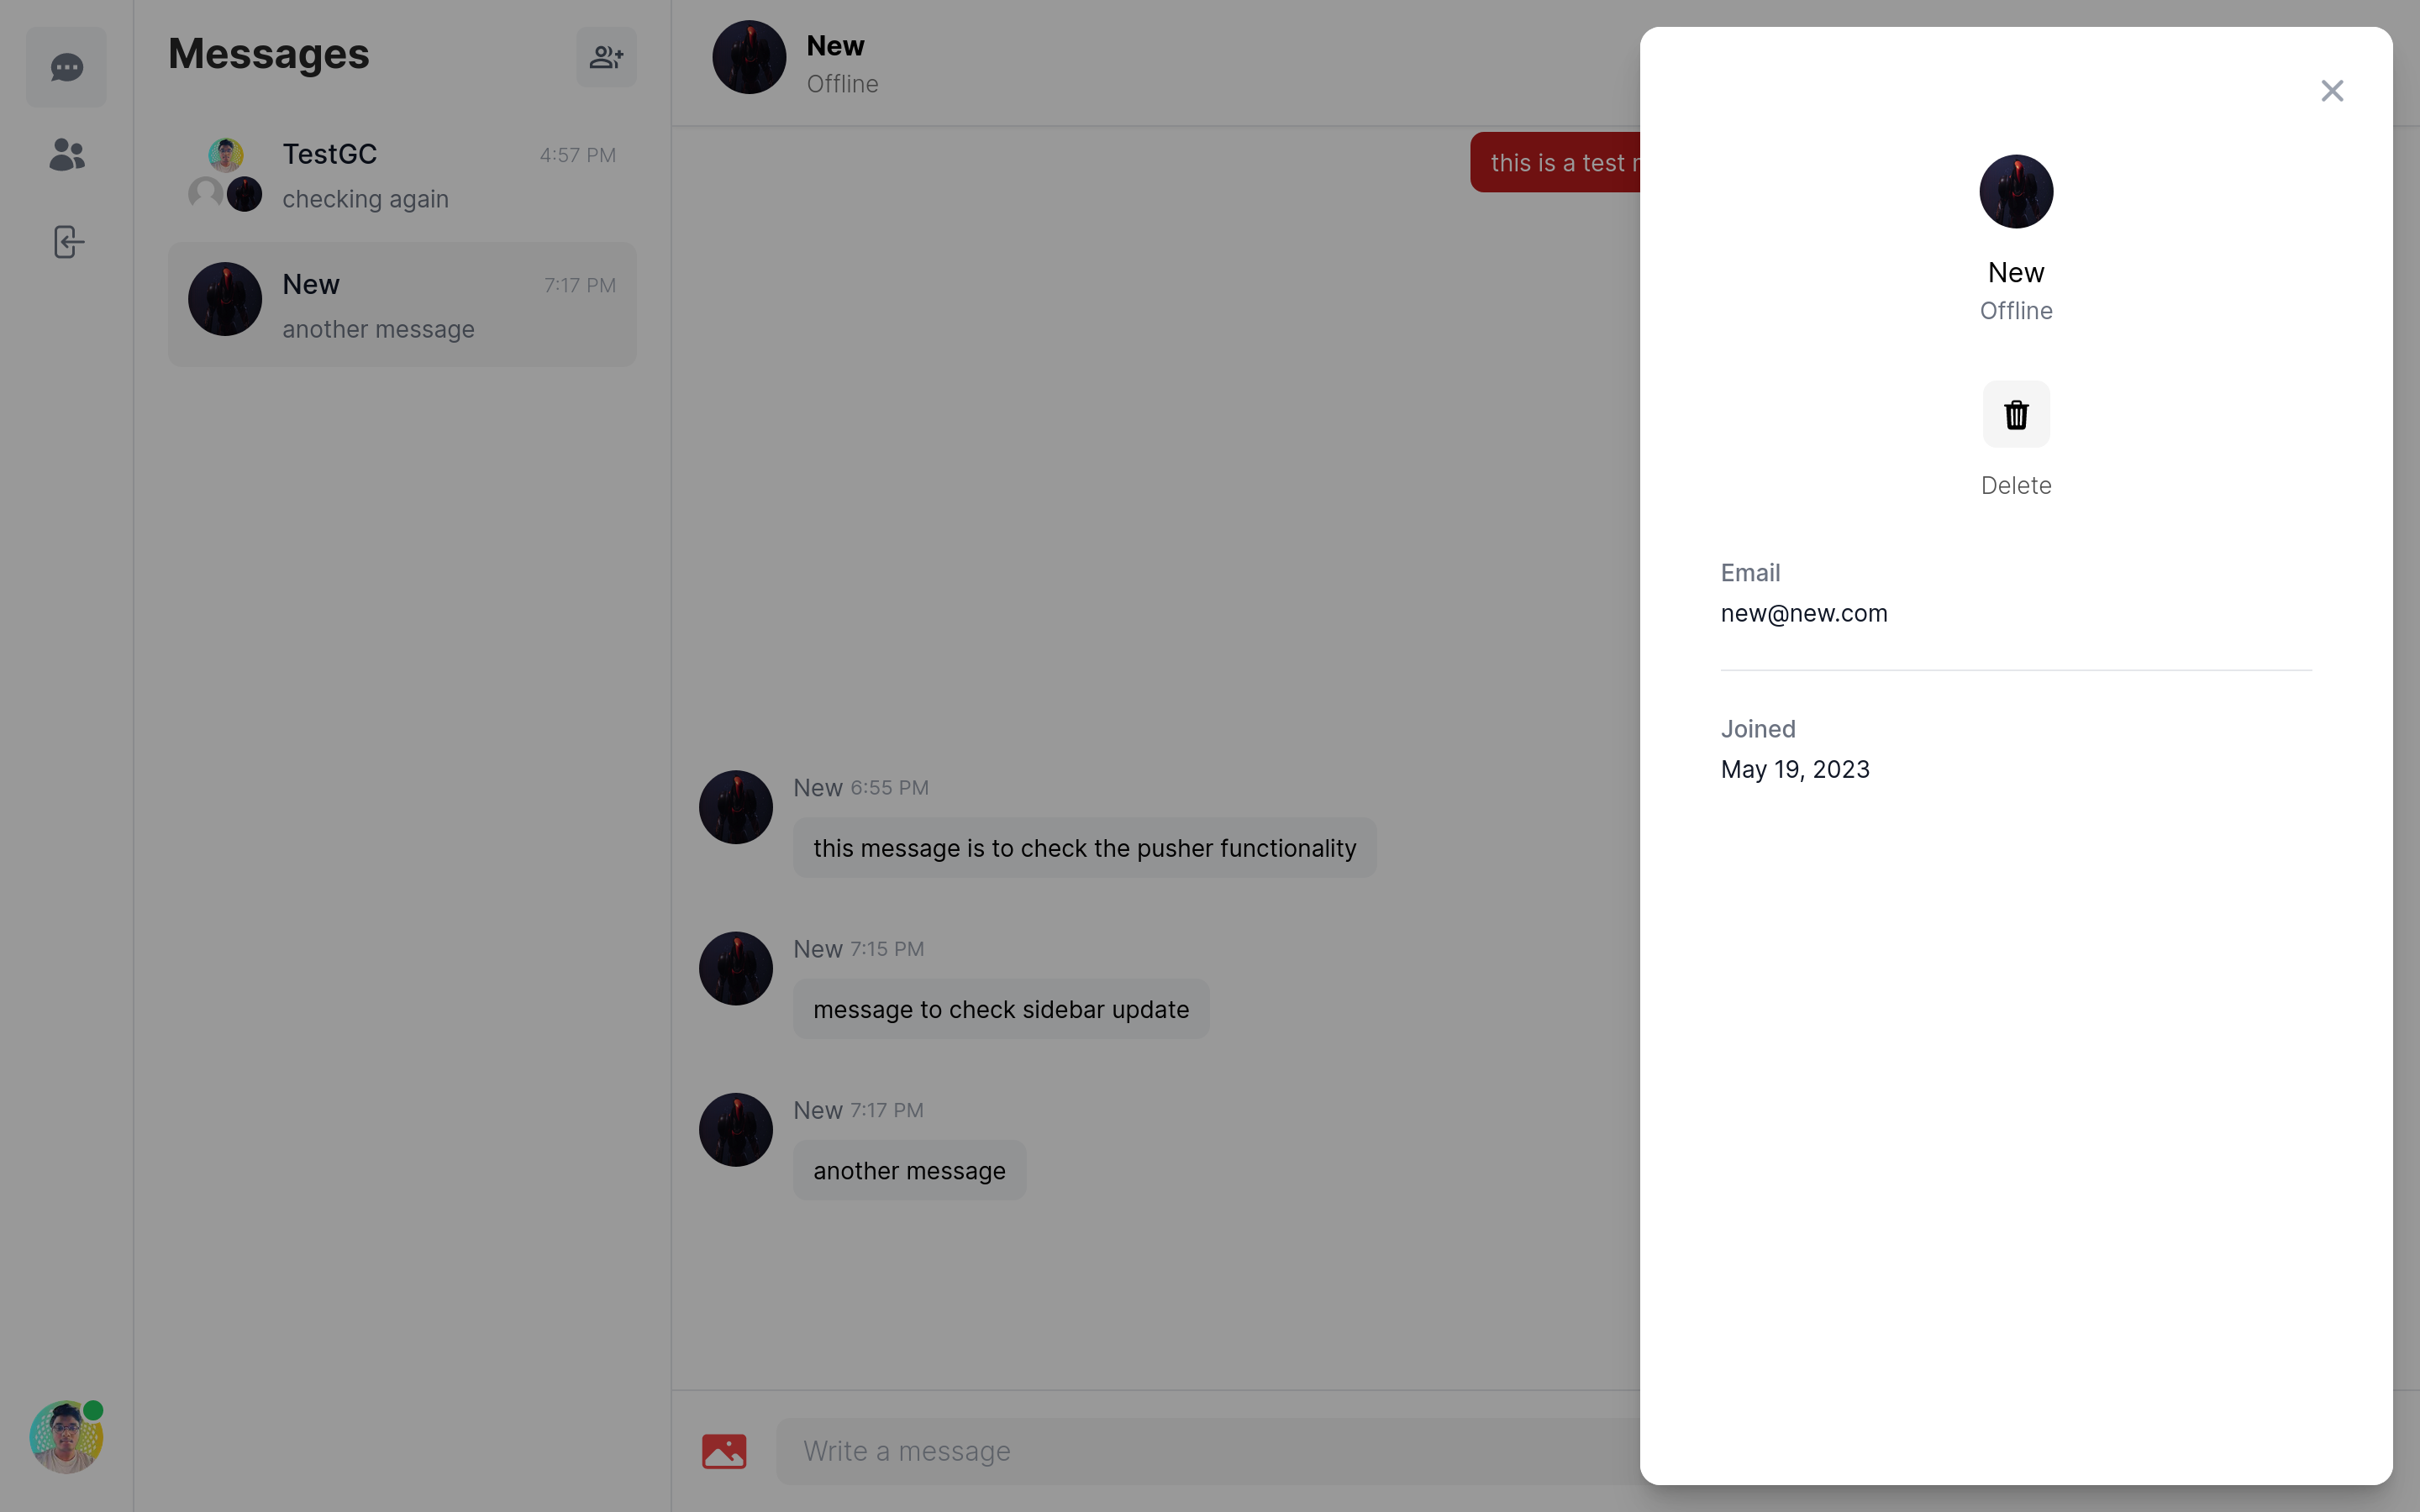 Messages
TestGC 4:57 PM
checking again
New 7:17 PM
another message
New
Offline
this is a test
New 6:55 PM
this message is to check the pusher functionality
New 7:15 PM
message to check sidebar update
New 7:17 PM
another message
Write a message
New
Offline
Delete
Email
new@new.com
Joined
May 19, 2023